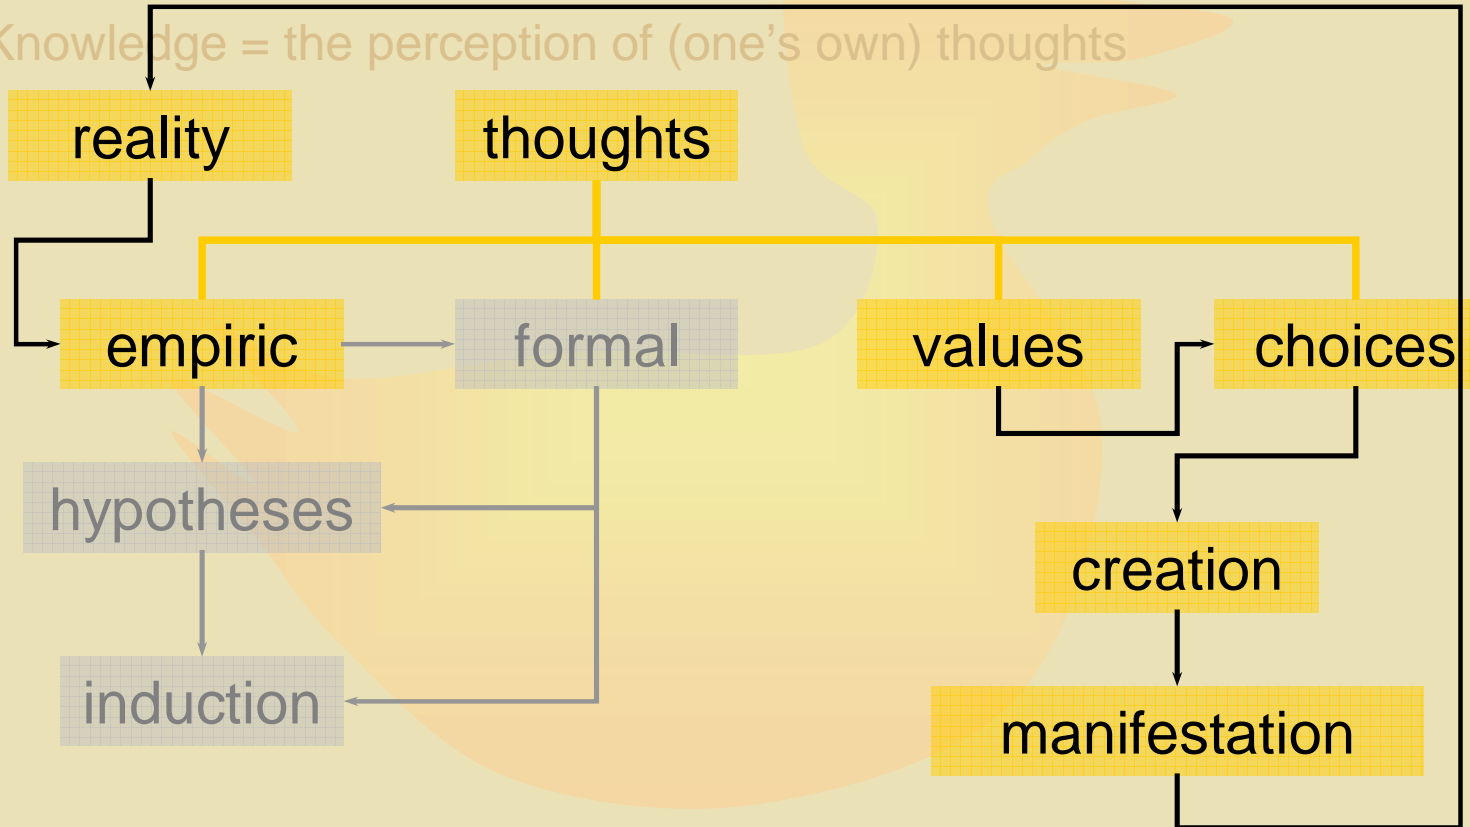 Knowledge = the perception of (one's own) thoughts
reality
thoughts
empiric
formal
values
choices
hypotheses
creation
induction
manifestation